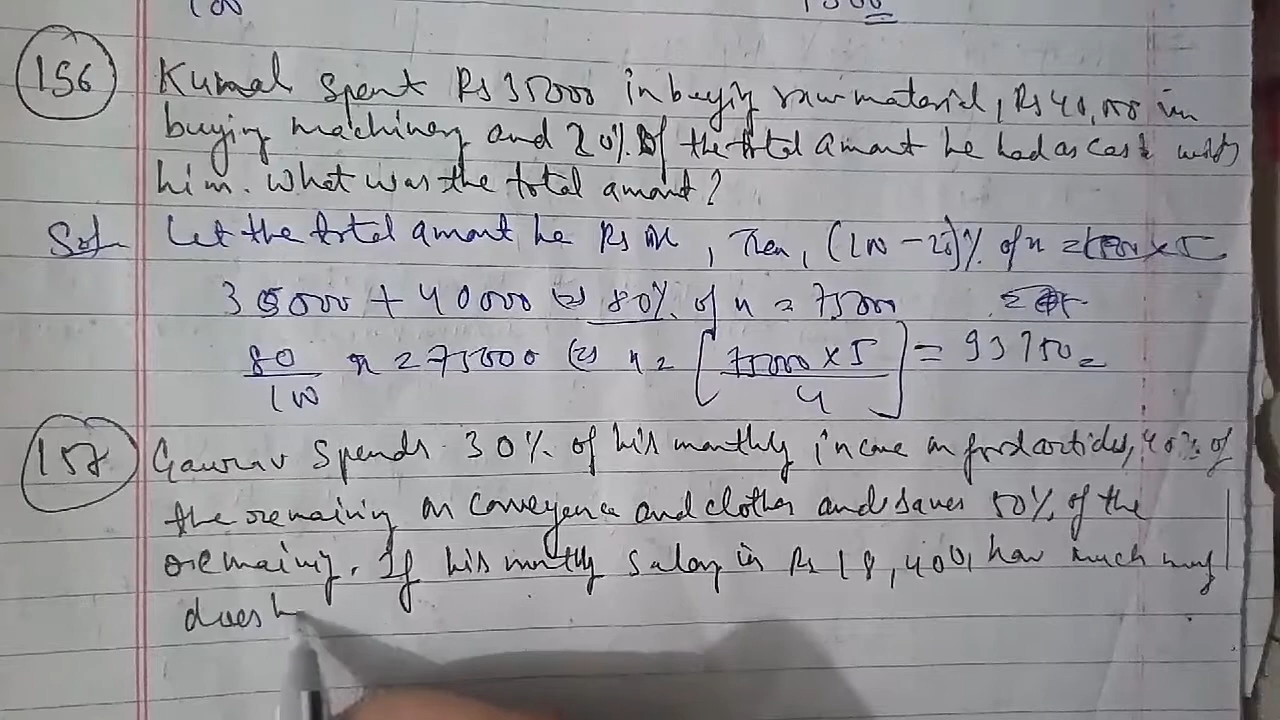 156 Kumal Spent Rs 35000 in buying raw material, Rs 40,000 in
buying machinery and 20% of the total amount he had as cash with
him. What was the total amount?
Sol Let the total amount be Rs x, Then, (100 - 20)% of x =
35000 + 40000 80% of x = 75000
80/100 x = 75000 x = [75000 × 5 / 4] = 93750
157 Gaurav Spends 30% of his monthly income on food articles, 40% of
the remaining on conveyance and clothes and saves 50% of the
remaining. If his montly salary is Rs 18,400, how much
does h